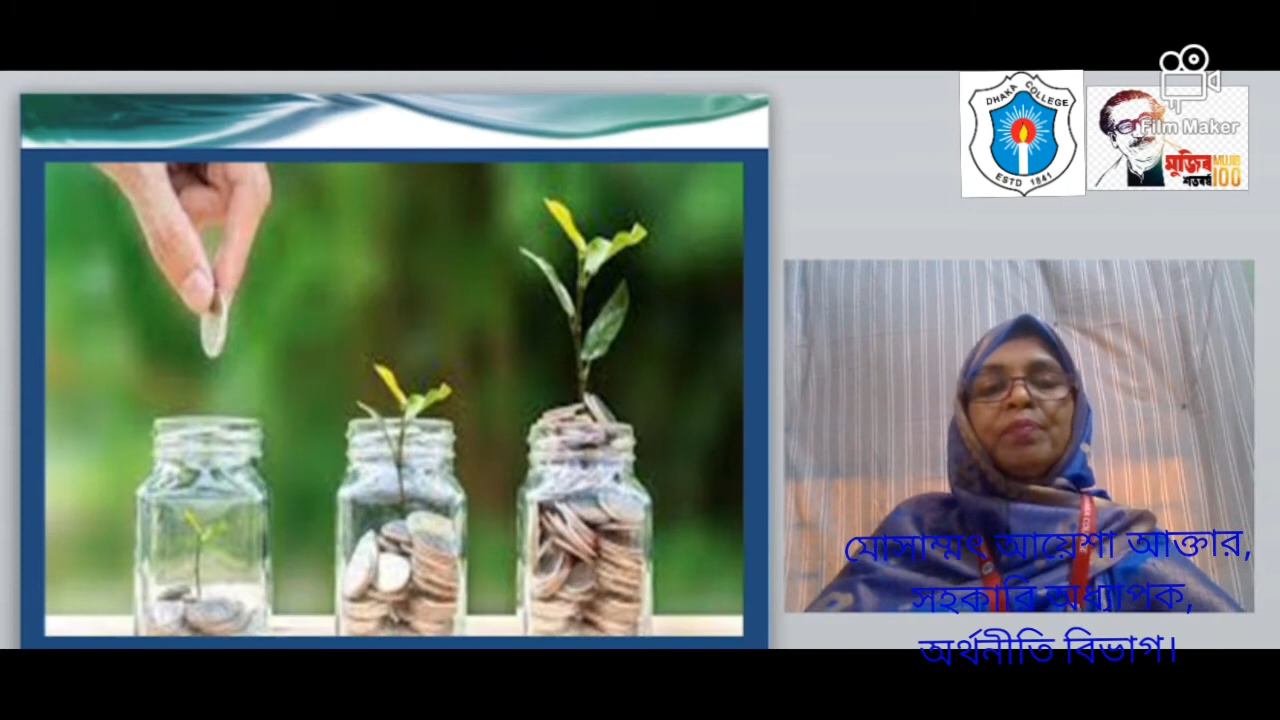 DHAKA COLLEGE
ESTD 1841
Film Maker
মুজিব MUJIB
শতবর্ষ 100
মোসাম্মৎ আয়েশা আক্তার,
সহকারি অধ্যাপক,
অর্থনীতি বিভাগ।